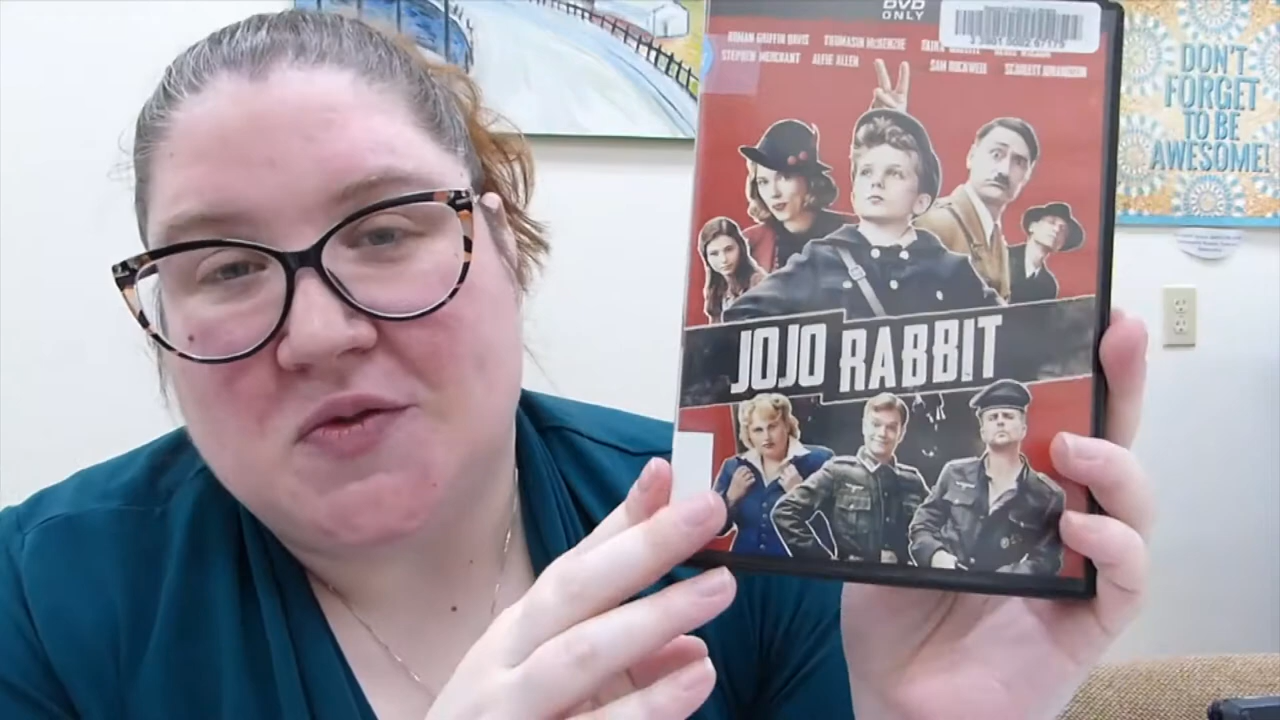 DVD
ONLY
ROMAN GRIFFIN DAVIS THOMASIN MCKENZIE TAIKA
STEPHEN MERCHANT ALFIE ALLEN SAM ROCKWELL SCARLETT JOHANSSON
JOJO RABBIT
DON'T
FORGET
TO BE
AWESOME!